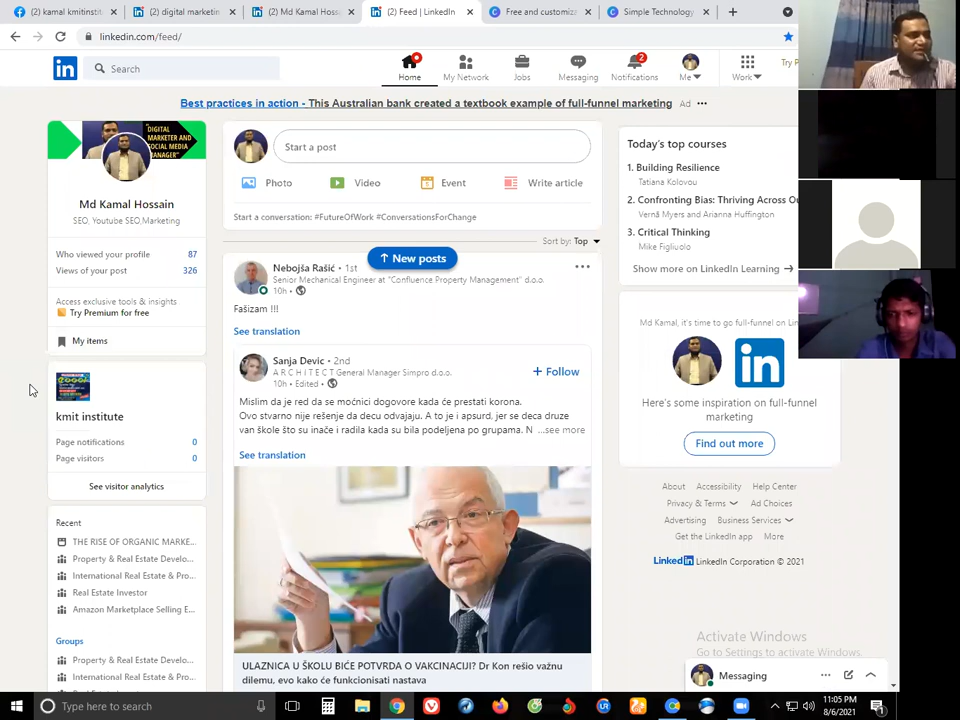 (2) kamal kmitinstit
(2) digital marketin
(2) Md Kamal Hoss
(2) Feed | LinkedIn
Free and customiza
Simple Technology
linkedin.com/feed/
Search
Home
My Network
Jobs
Messaging
2
Notifications
Me
Work
Try P
Best practices in action - This Australian bank created a textbook example of full-funnel marketing
Ad
"DIGITAL
MARKETER AND
SOCIAL MEDIA
MANAGER"
Md Kamal Hossain
SEO, Youtube SEO,Marketing
Who viewed your profile 87
Views of your post 326
Access exclusive tools & insights
Try Premium for free
My items
kmit institute
Page notifications 0
Page visitors 0
See visitor analytics
Recent
THE RISE OF ORGANIC MARKE...
Property & Real Estate Develo...
International Real Estate & Pro...
Real Estate Investor
Amazon Marketplace Selling E...
Groups
Property & Real Estate Develo...
International Real Estate & Pro...
Start a post
Photo
Video
Event
Write article
Start a conversation: #FutureOfWork #ConversationsForChange
Sort by: Top
New posts
Nebojša Rašić • 1st
Senior Mechanical Engineer at "Confluence Property Management" d.o.o.
10h •
Fašizam !!!
See translation
Sanja Devic • 2nd
A R C H I T E C T General Manager Simpro d.o.o.
10h • Edited •
+ Follow
Mislim da je red da se moćnici dogovore kada će prestati korona.
Ovo stvarno nije rešenje da decu odvajaju. A to je i apsurd, jer se deca druze
van škole što su inače i radila kada su bila podeljena po grupama. N ...see more
See translation
ULAZNICA U ŠKOLU BIĆE POTVRDA O VAKCINACIJI? Dr Kon rešio važnu
dilemu, evo kako će funkcionisati nastava
Today's top courses
1. Building Resilience
Tatiana Kolovou
2. Confronting Bias: Thriving Across Ou
Vernā Myers and Arianna Huffington
3. Critical Thinking
Mike Figliuolo
Show more on LinkedIn Learning
Md Kamal, it's time to go full-funnel on Lin
Here's some inspiration on full-funnel
marketing
Find out more
About
Accessibility
Help Center
Privacy & Terms
Ad Choices
Advertising
Business Services
Get the LinkedIn app
More
LinkedIn LinkedIn Corporation © 2021
Activate Windows
Go to Settings to activate Windows.
Messaging
Type here to search
11:05 PM
8/6/2021
1